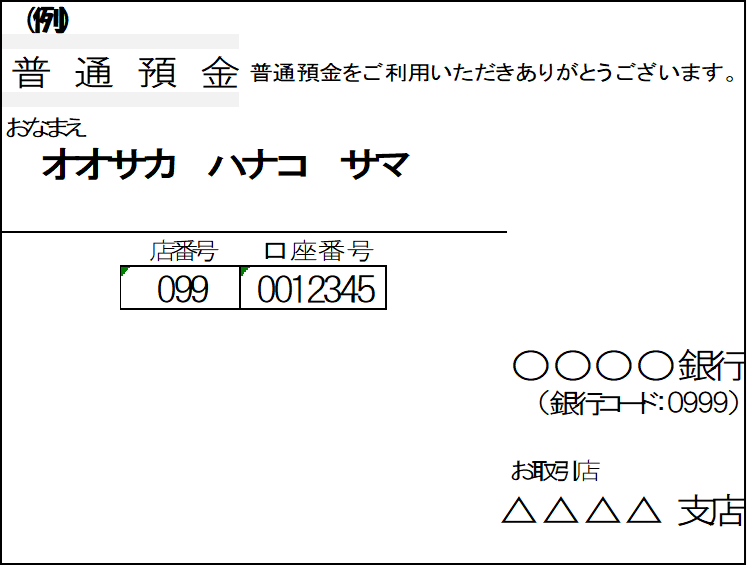 (例)
普通預金 普通預金をご利用いただきありがとうございます。
おなまえ
オオサカ ハナコ サマ
店番号 口座番号
099 0012345
〇〇〇〇銀行
(銀行コード:0999)
お取引店
△△△△ 支店